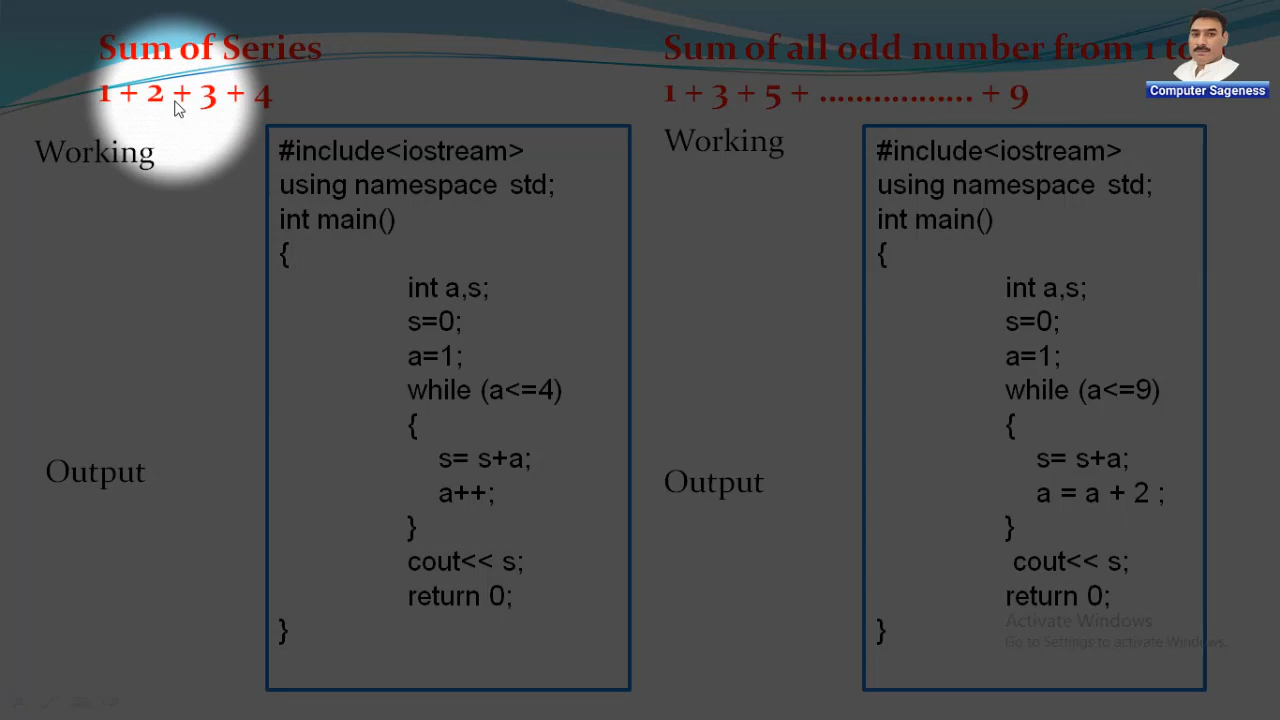 Sum of Series
1 + 2 + 3 + 4
Working
#include<iostream>
using namespace std;
int main()
{
int a,s;
s=0;
a=1;
while (a<=4)
{
s= s+a;
a++;
}
cout<< s;
return 0;
}
Output
Sum of all odd number from 1 to
1 + 3 + 5 + ................. + 9
Working
#include<iostream>
using namespace std;
int main()
{
int a,s;
s=0;
a=1;
while (a<=9)
{
s= s+a;
a = a + 2 ;
}
cout<< s;
return 0;
}
Output
Computer Sageness
Activate Windows
Go to Settings to activate Windows.